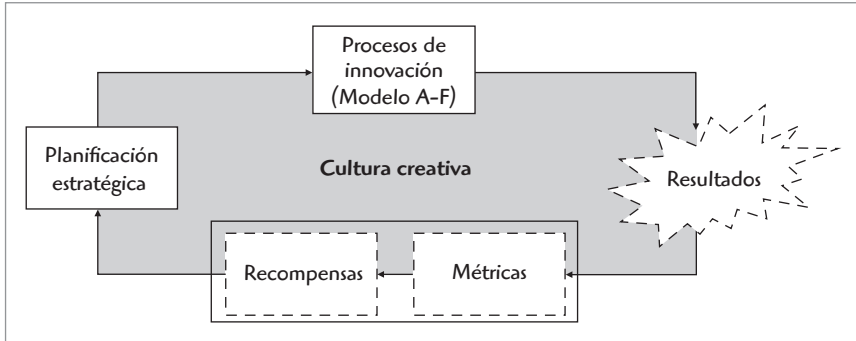 Procesos de
innovación
(Modelo A-F)
Planificación
estratégica
Cultura creativa
Resultados
Recompensas
Métricas